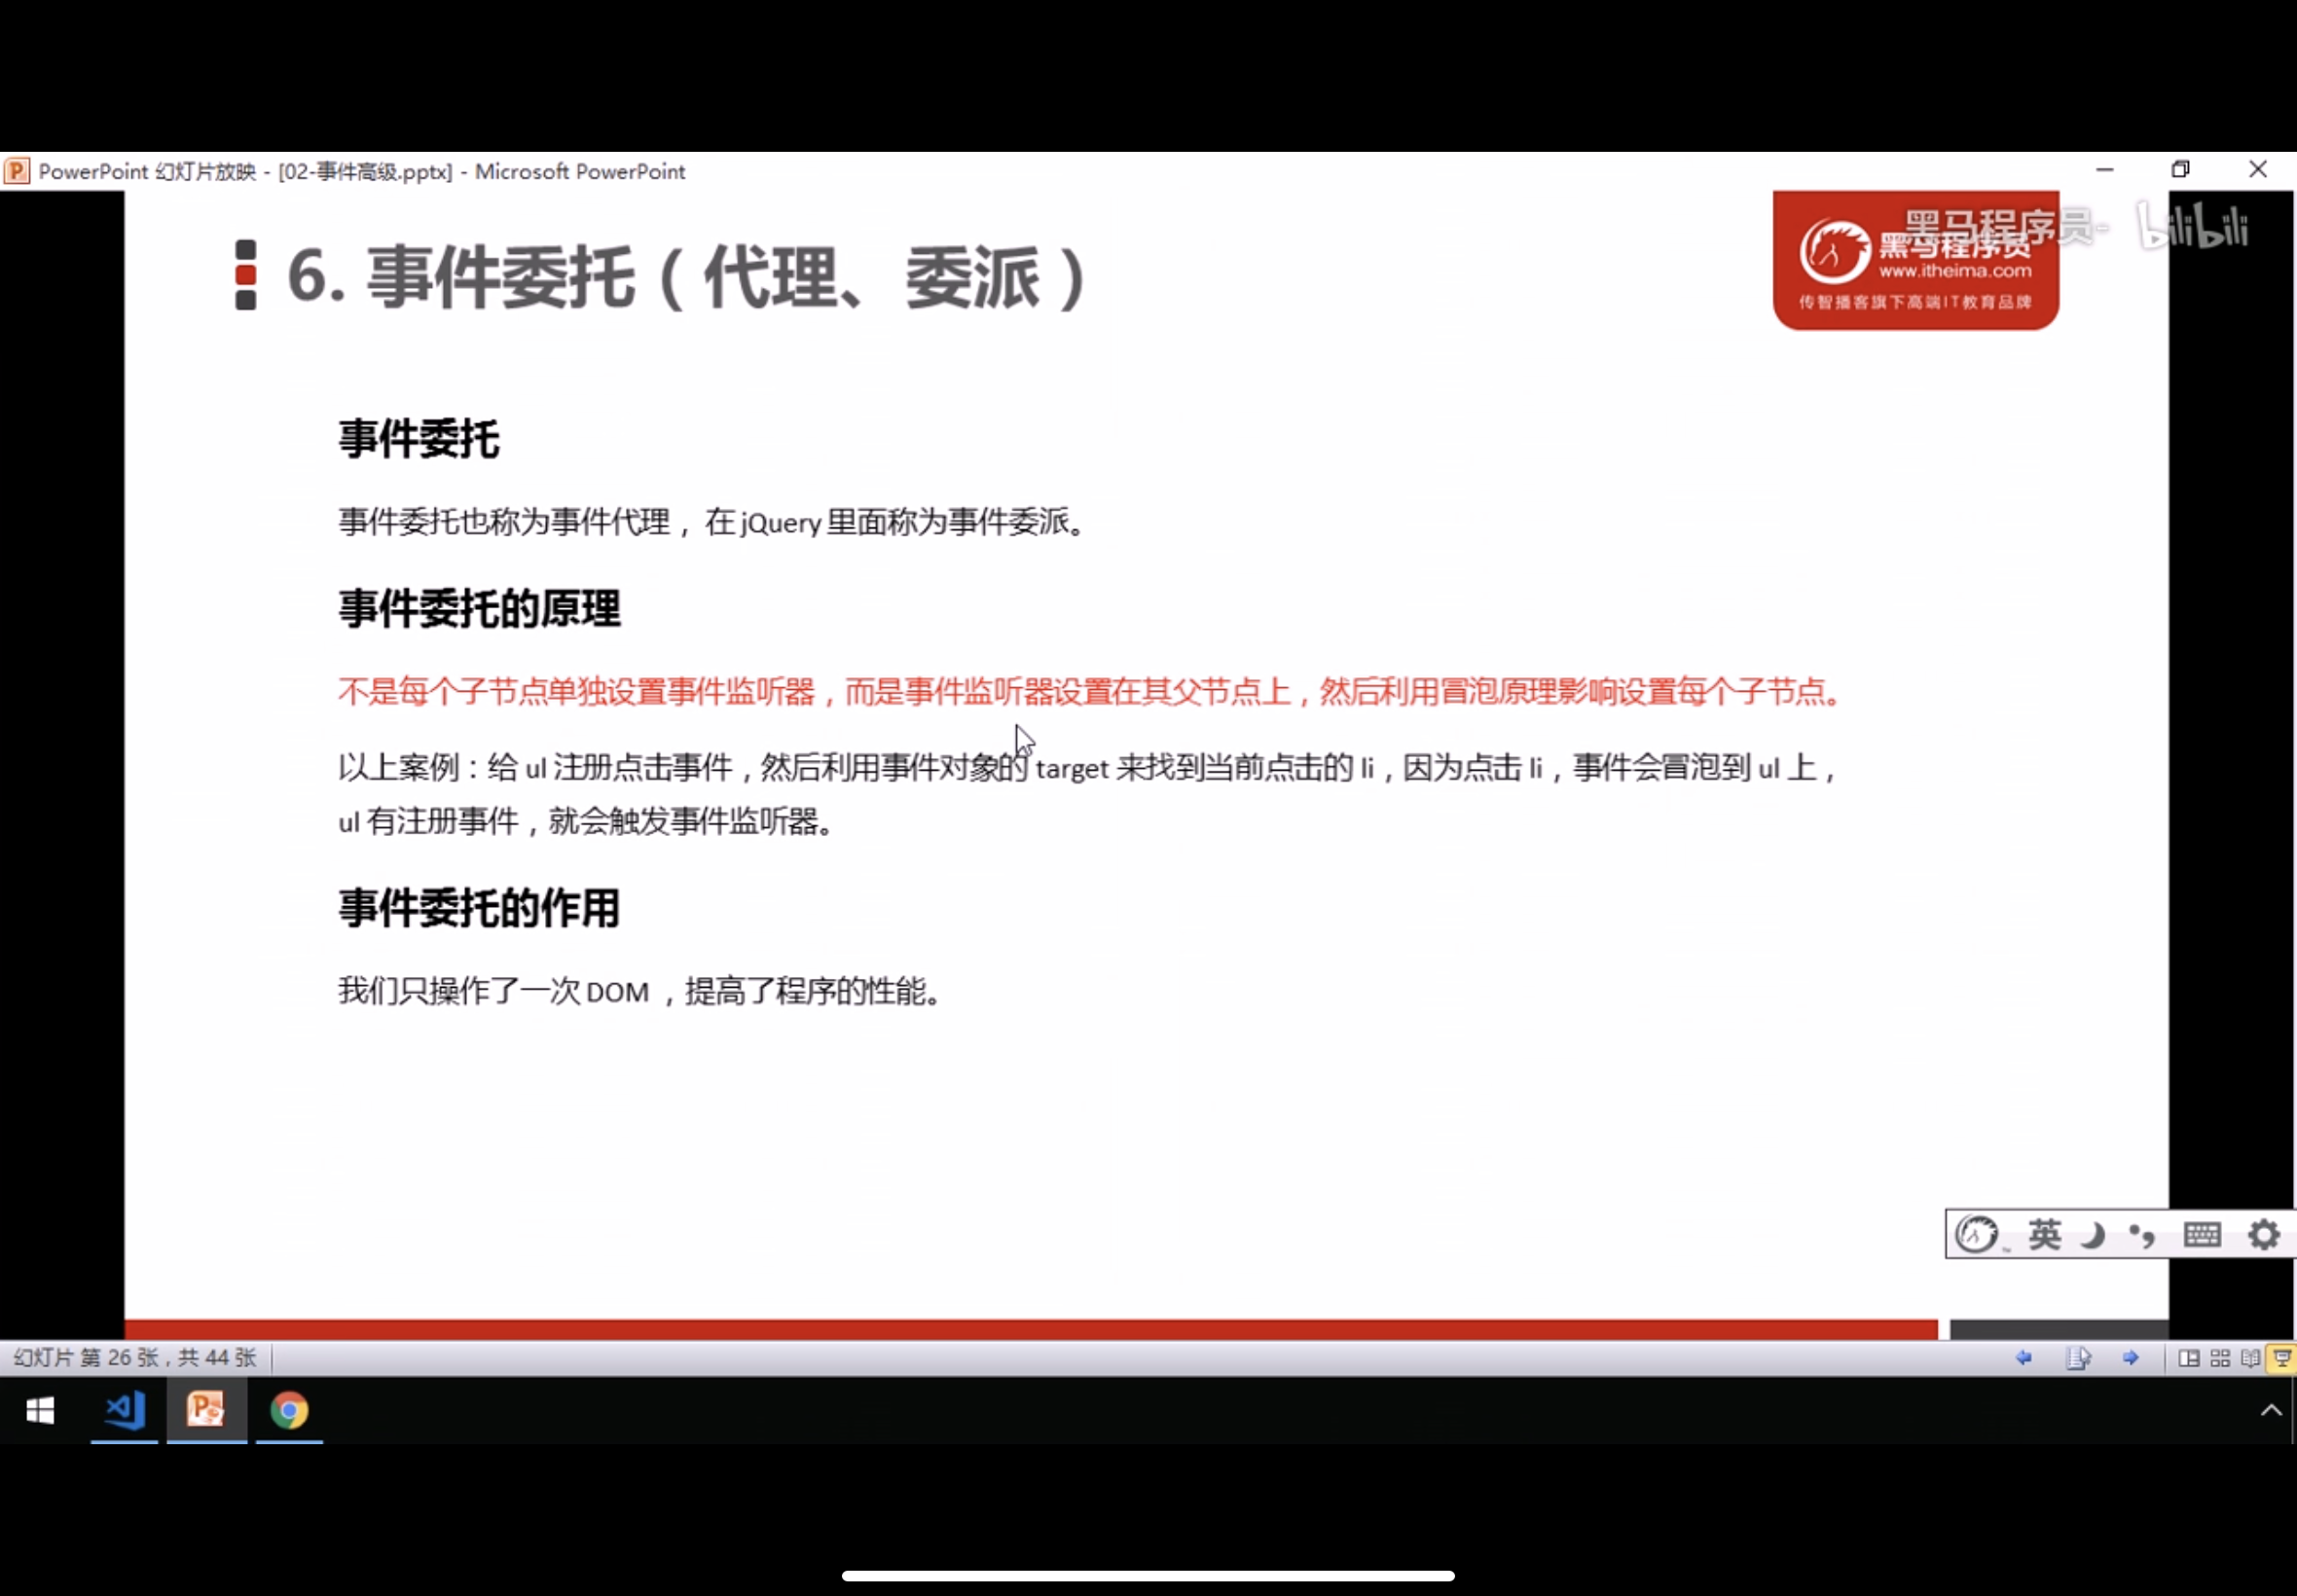 PowerPoint 幻灯片放映 - [02-事件高级.pptx] - Microsoft PowerPoint
黑马程序员-
bilibili
6. 事件委托（代理、委派）
黑马程序员
www.itheima.com
传智播客旗下高端IT教育品牌
事件委托
事件委托也称为事件代理，在 jQuery 里面称为事件委派。
事件委托的原理
不是每个子节点单独设置事件监听器，而是事件监听器设置在其父节点上，然后利用冒泡原理影响设置每个子节点。
以上案例：给 ul 注册点击事件，然后利用事件对象的 target 来找到当前点击的 li，因为点击 li，事件会冒泡到 ul 上，
ul 有注册事件，就会触发事件监听器。
事件委托的作用
我们只操作了一次 DOM ，提高了程序的性能。
英
幻灯片 第 26 张，共 44 张